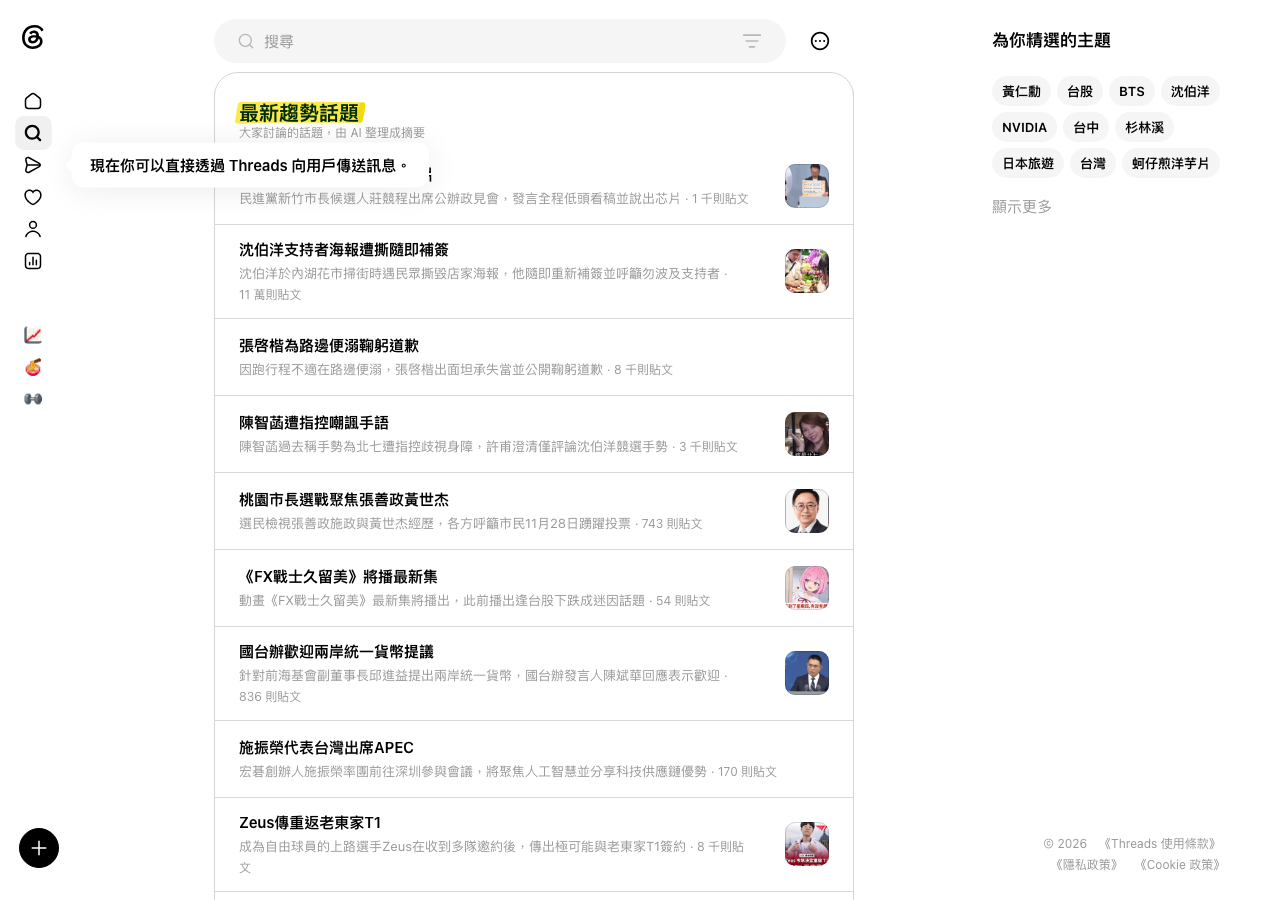 搜尋
最新趨勢話題
大家討論的話題，由 AI 整理成摘要
現在你可以直接透過 Threads 向用戶傳送訊息。
民進黨新竹市長候選人莊競程出席公辦政見會，發言全程低頭看稿並說出芯片 · 1 千則貼文
沈伯洋支持者海報遭撕隨即補簽
沈伯洋於內湖花市掃街時遇民眾撕毀店家海報，他隨即重新補簽並呼籲勿波及支持者 ·
11 萬則貼文
張啓楷為路邊便溺鞠躬道歉
因跑行程不適在路邊便溺，張啓楷出面坦承失當並公開鞠躬道歉 · 8 千則貼文
陳智菡遭指控嘲諷手語
陳智菡過去稱手勢為北七遭指控歧視身障，許甫澄清僅評論沈伯洋競選手勢 · 3 千則貼文
桃園市長選戰聚焦張善政黃世杰
選民檢視張善政施政與黃世杰經歷，各方呼籲市民11月28日踴躍投票 · 743 則貼文
《FX戰士久留美》將播最新集
動畫《FX戰士久留美》最新集將播出，此前播出逢台股下跌成迷因話題 · 54 則貼文
國台辦歡迎兩岸統一貨幣提議
針對前海基會副董事長邱進益提出兩岸統一貨幣，國台辦發言人陳斌華回應表示歡迎 ·
836 則貼文
施振榮代表台灣出席APEC
宏碁創辦人施振榮率團前往深圳參與會議，將聚焦人工智慧並分享科技供應鏈優勢 · 170 則貼文
Zeus傳重返老東家T1
成為自由球員的上路選手Zeus在收到多隊邀約後，傳出極可能與老東家T1簽約 · 8 千則貼
文
為你精選的主題
黃仁勳 台股 BTS 沈伯洋
NVIDIA 台中 杉林溪
日本旅遊 台灣 蚵仔煎洋芋片
顯示更多
© 2026 《Threads 使用條款》
《隱私政策》 《Cookie 政策》